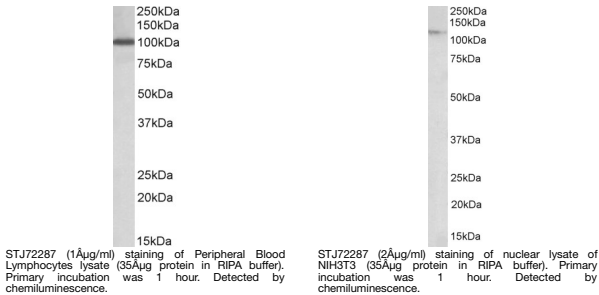 250kDa
150kDa
100kDa
75kDa
50kDa
37kDa
25kDa
20kDa
15kDa
STJ72287 (1Âµg/ml) staining of Peripheral Blood
Lymphocytes lysate (35Âµg protein in RIPA buffer).
Primary incubation was 1 hour. Detected by
chemiluminescence.
250kDa
150kDa
100kDa
75kDa
50kDa
37kDa
25kDa
20kDa
15kDa
STJ72287 (2Âµg/ml) staining of nuclear lysate of
NIH3T3 (35Âµg protein in RIPA buffer). Primary
incubation was 1 hour. Detected by
chemiluminescence.